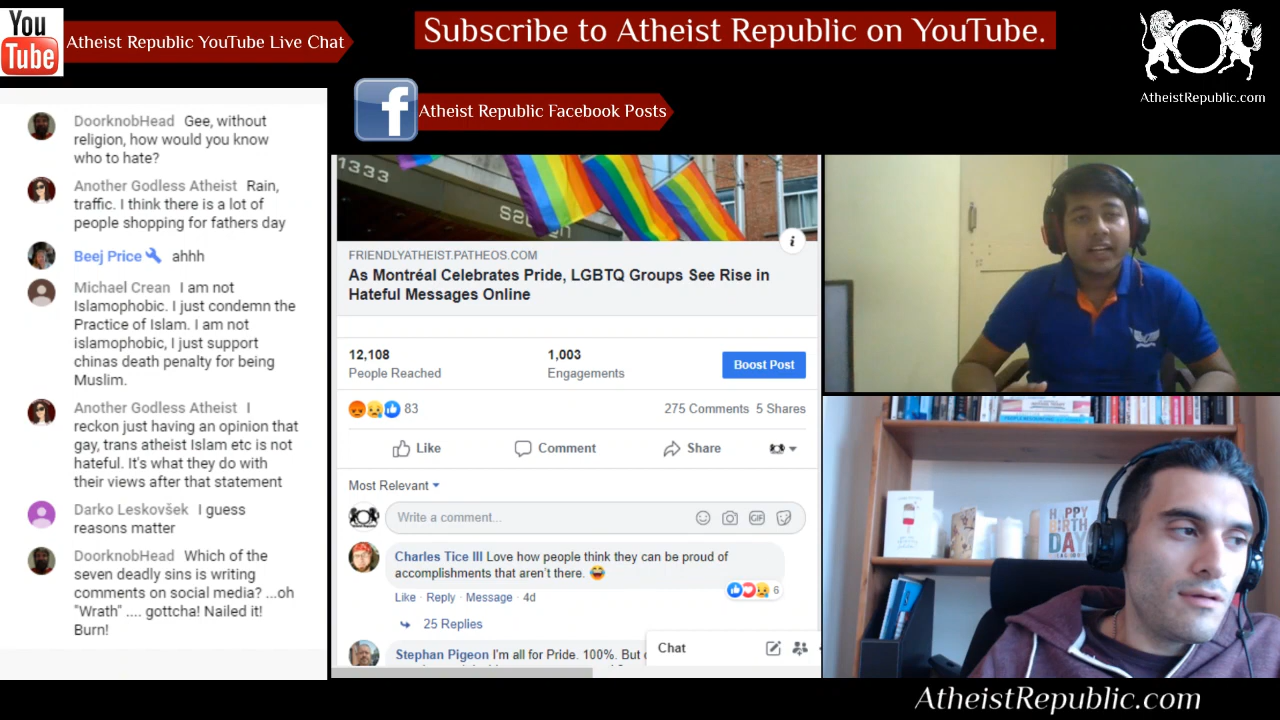 You
Tube
Atheist Republic YouTube Live Chat
Subscribe to Atheist Republic on YouTube.
AtheistRepublic.com
Atheist Republic Facebook Posts
DoorknobHead Gee, without
religion, how would you know
who to hate?
Another Godless Atheist Rain,
traffic. I think there is a lot of
people shopping for fathers day
Beej Price ahhh
Michael Crean I am not
Islamophobic. I just condemn the
Practice of Islam. I am not
islamophobic, I just support
chinas death penalty for being
Muslim.
Another Godless Atheist I
reckon just having an opinion that
gay, trans atheist Islam etc is not
hateful. It's what they do with
their views after that statement
Darko Leskovšek I guess
reasons matter
DoorknobHead Which of the
seven deadly sins is writing
comments on social media? ...oh
"Wrath" .... gottcha! Nailed it!
Burn!
1333
FRIENDLYATHEIST.PATHEOS.COM
As Montréal Celebrates Pride, LGBTQ Groups See Rise in
Hateful Messages Online
12,108
People Reached
1,003
Engagements
Boost Post
83
275 Comments 5 Shares
Like Comment Share
Most Relevant
Write a comment...
GIF
Charles Tice III Love how people think they can be proud of
accomplishments that aren't there.
6
Like · Reply · Message · 4d
25 Replies
Stephan Pigeon I'm all for Pride. 100%. But
Chat
HAPPY
BIRTH
DAY
AtheistRepublic.com